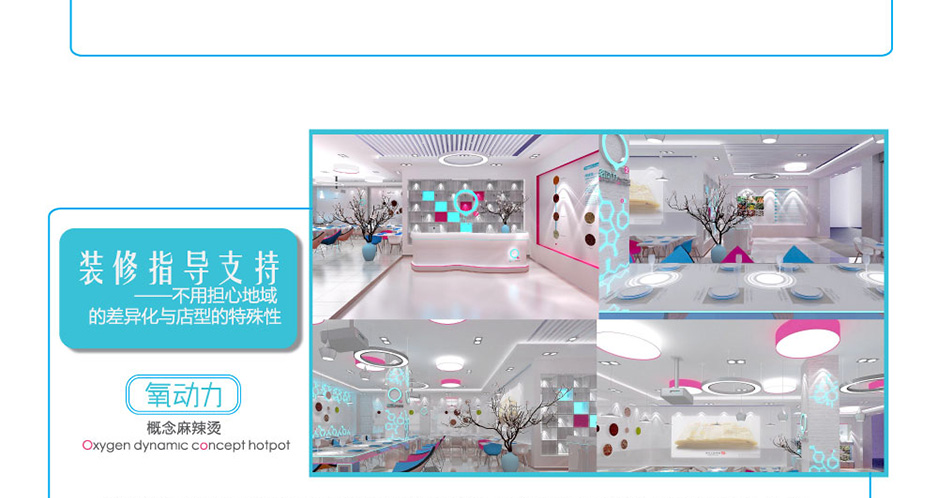 装修指导支持
——不用担心地域
的差异化与店型的特殊性
氧动力
概念麻辣烫
Oxygen dynamic concept hotpot